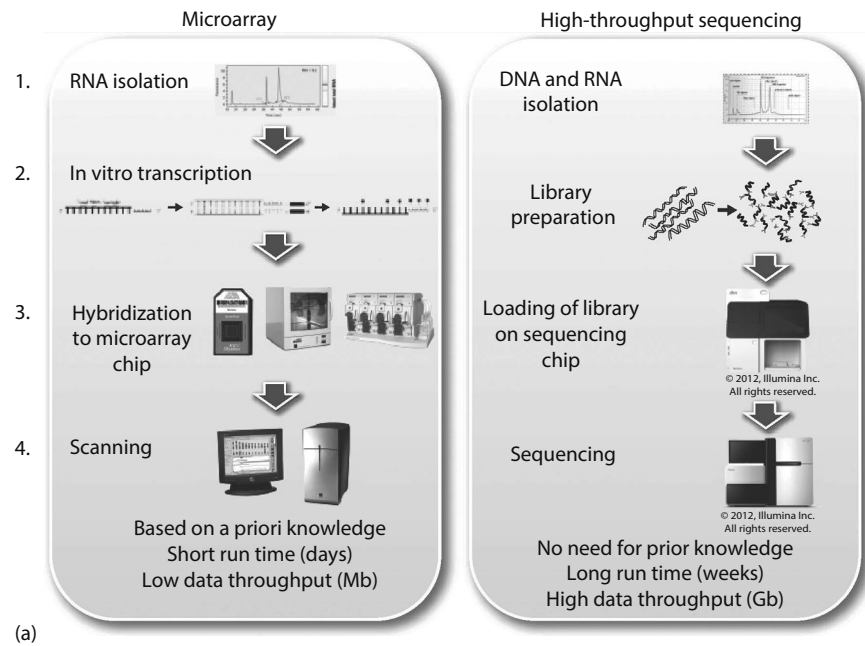 Microarray
High-throughput sequencing
1.
RNA isolation
2.
In vitro transcription
3.
Hybridization
to microarray
chip
4.
Scanning
Based on a priori knowledge
Short run time (days)
Low data throughput (Mb)
DNA and RNA
isolation
Library
preparation
Loading of library
on sequencing
chip
© 2012, Illumina Inc.
All rights reserved.
Sequencing
© 2012, Illumina Inc.
All rights reserved.
No need for prior knowledge
Long run time (weeks)
High data throughput (Gb)
(a)